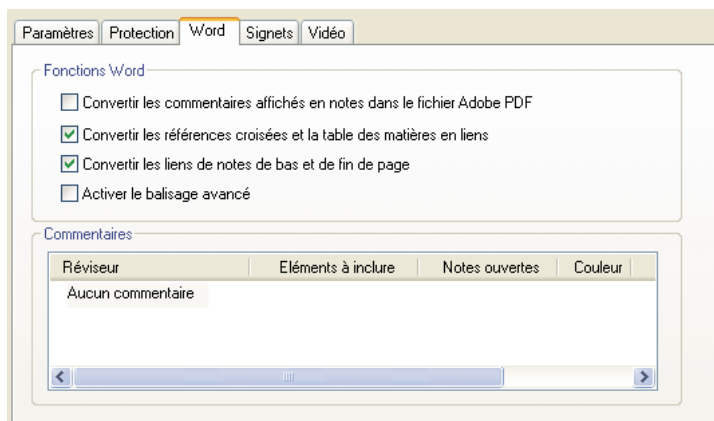 Paramètres Protection Word Signets Vidéo
Fonctions Word
Convertir les commentaires affichés en notes dans le fichier Adobe PDF
Convertir les références croisées et la table des matières en liens
Convertir les liens de notes de bas et de fin de page
Activer le balisage avancé
Commentaires
Réviseur Eléments à inclure Notes ouvertes Couleur
Aucun commentaire